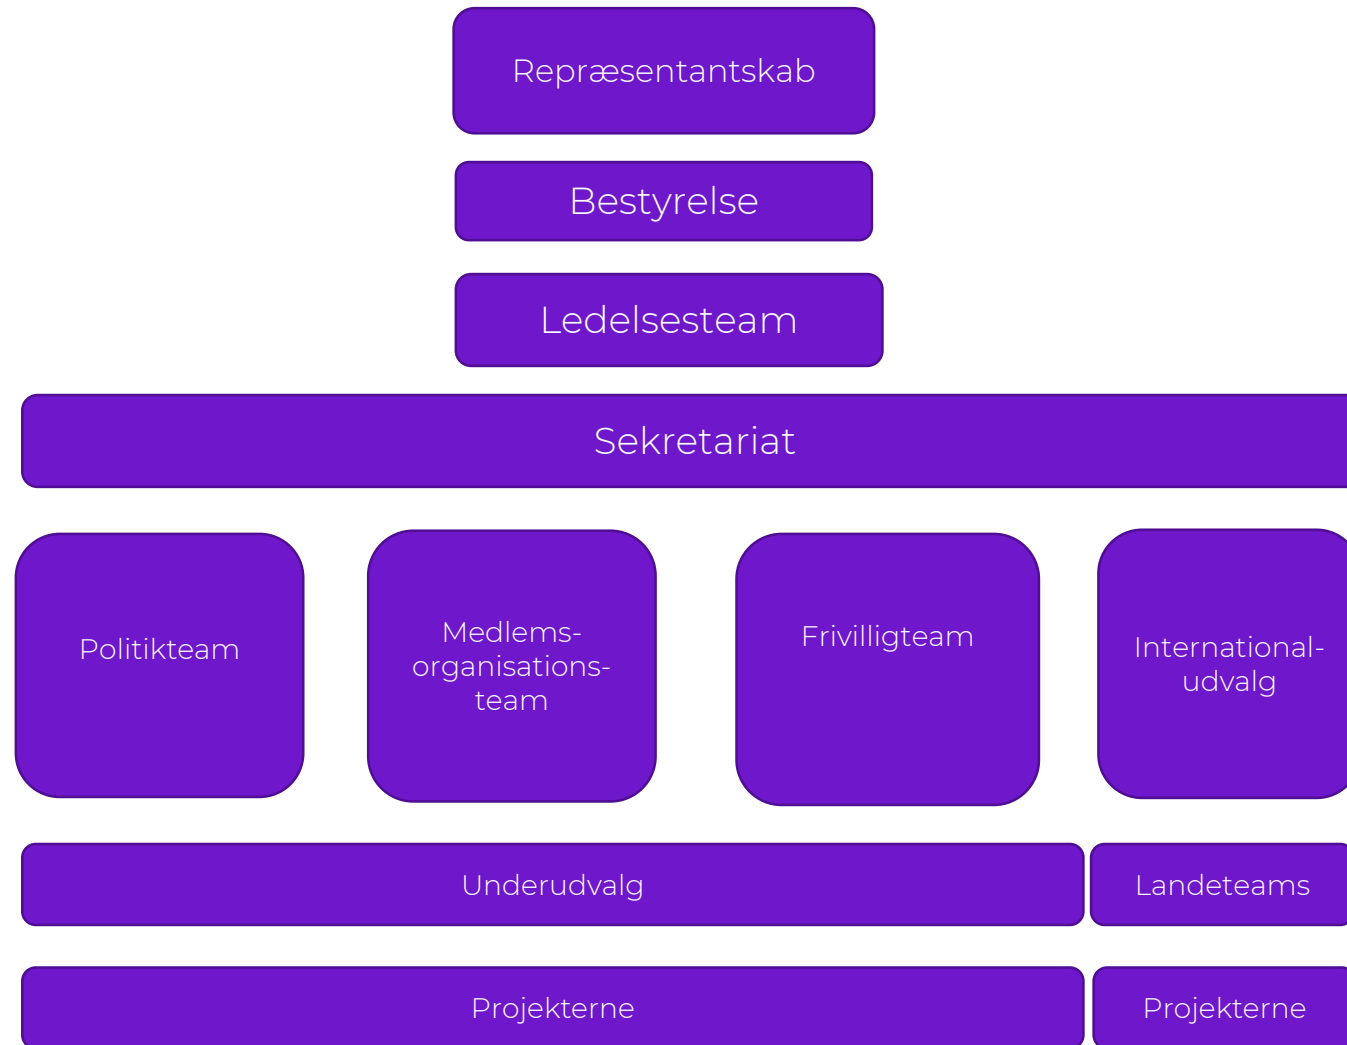 Repræsentantskab
Bestyrelse
Ledelsesteam
Sekretariat
Politikteam
Medlems-
organisations-
team
Frivilligteam
International-
udvalg
Underudvalg
Landeteams
Projekterne
Projekterne